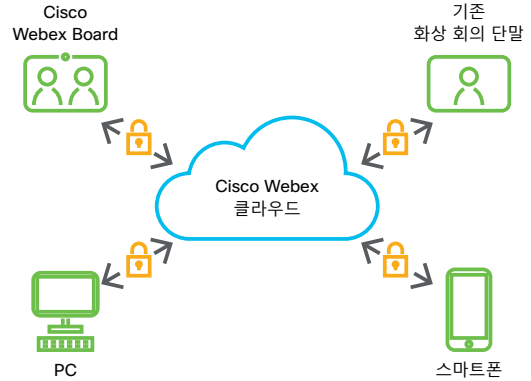 Cisco
Webex Board
기존
화상 회의 단말
Cisco Webex
클라우드
PC
스마트폰